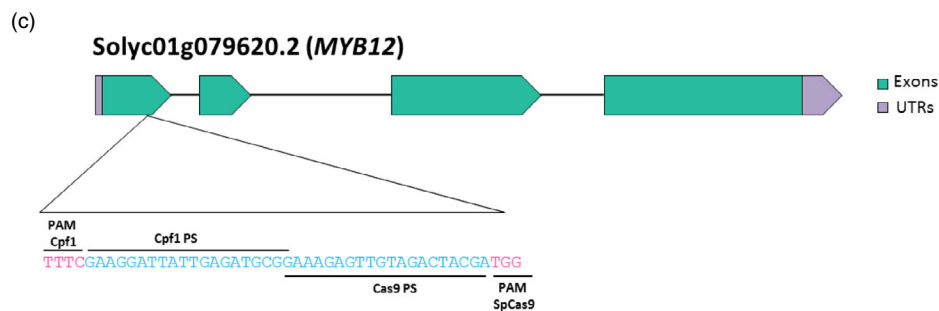 (c)
Solyc01g079620.2 (MYB12)
Exons
UTRs
PAM
Cpf1
Cpf1 PS
TTTCGAAGGATTATTGAGATGCGGAAAGAGTTGTAGACTACGATGG
Cas9 PS
PAM
SpCas9